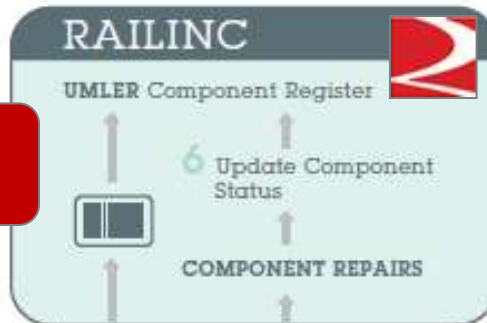 RAILINC
UMLER Component Register
6 Update Component
Status
COMPONENT REPAIRS